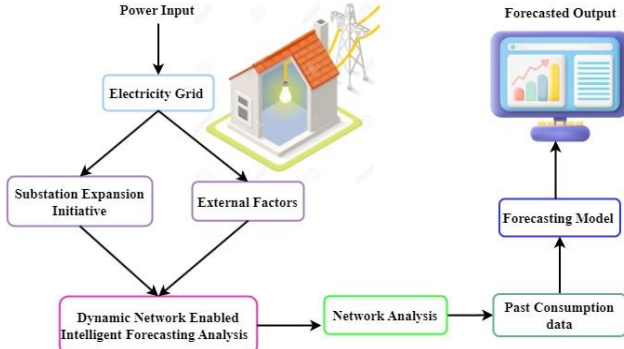 Power Input
Forecasted Output
Electricity Grid
Substation Expansion
Initiative
External Factors
Forecasting Model
Dynamic Network Enabled
Intelligent Forecasting Analysis
Network Analysis
Past Consumption
data